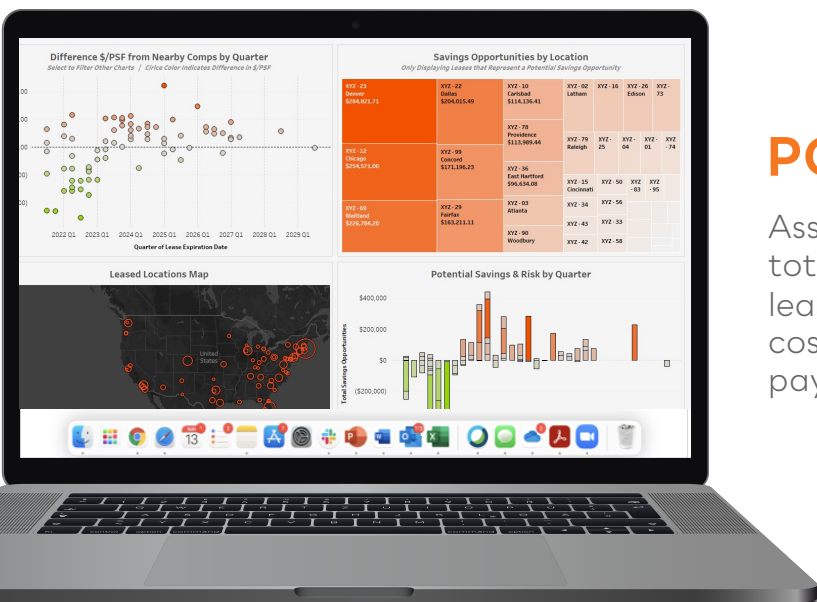 Difference $/PSF from Nearby Comps by Quarter
Select to Filter Other Charts | Cirlce Color Indicates Difference in $/PSF
2022 Q1 2023 Q1 2024 Q1 2025 Q1 2026 Q1 2027 Q1 2028 Q1 2029 Q1
Quarter of Lease Expiration Date
Savings Opportunities by Location
Only Displaying Leases that Represent a Potential Savings Opportunity
XYZ - 23
Denver
$284,821.71
XYZ - 12
Chicago
$254,571.00
XYZ - 69
Maitland
$226,784.20
XYZ - 22
Dallas
$204,015.49
XYZ - 99
Concord
$171,196.23
XYZ - 29
Fairfax
$163,211.11
XYZ - 10
Carlsbad
$114,136.41
XYZ - 78
Providence
$113,989.44
XYZ - 36
East Hartford
$96,634.08
XYZ - 03
Atlanta
XYZ - 90
Woodbury
XYZ - 02
Latham
XYZ - 16
XYZ - 26
Edison
XYZ -
73
XYZ - 79
Raleigh
XYZ -
25
XYZ -
04
XYZ -
01
XYZ
- 74
XYZ - 15
Cincinnati
XYZ - 50
XYZ
- 83
XYZ
- 95
XYZ - 34
XYZ - 56
XYZ - 43
XYZ - 33
XYZ - 42
XYZ - 58
Leased Locations Map
United
States
Potential Savings & Risk by Quarter
Total Savings Opportunities
$400,000
$200,000
$0
($200,000)
13
command
option
control
option
command
PO
Ass
tot
lea
cos
pay